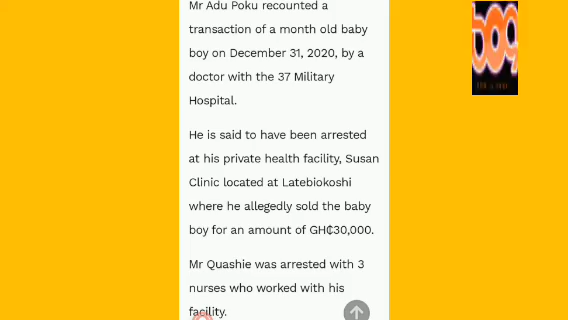 Mr Adu Poku recounted a
transaction of a month old baby
boy on December 31, 2020, by a
doctor with the 37 Military
Hospital.
He is said to have been arrested
at his private health facility, Susan
Clinic located at Latebiokoshi
where he allegedly sold the baby
boy for an amount of GH₵30,000.
Mr Quashie was arrested with 3
nurses who worked with his
facility.